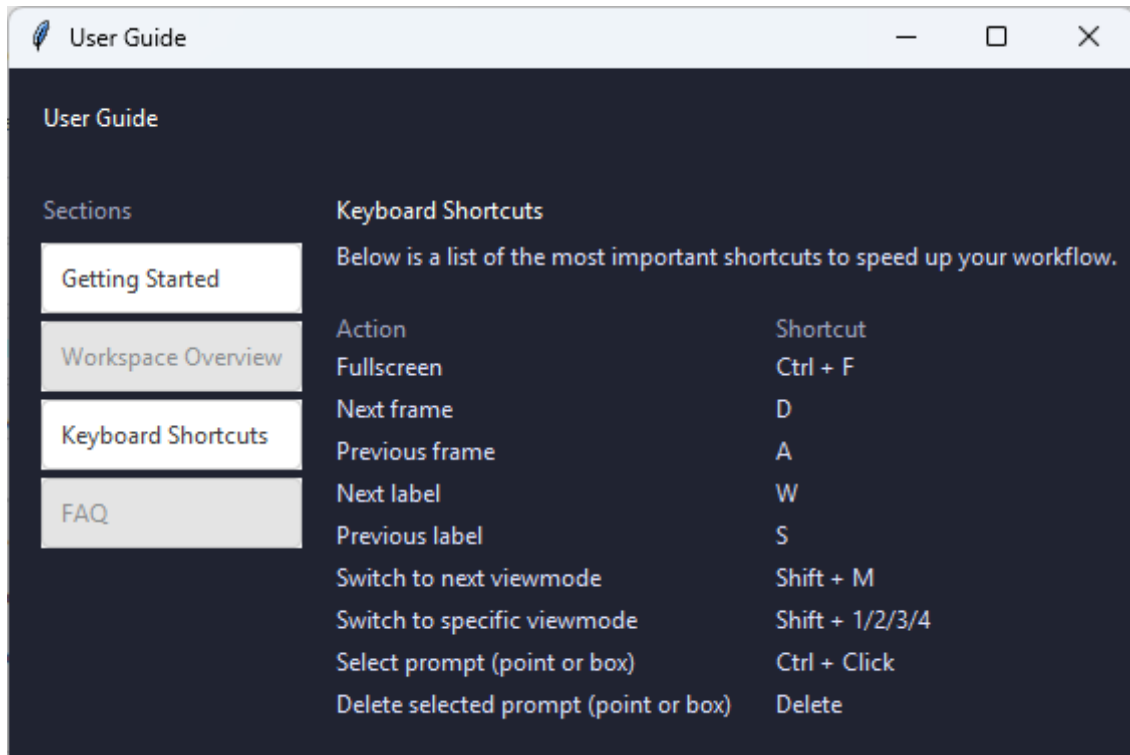 User Guide
User Guide
Sections
Getting Started
Workspace Overview
Keyboard Shortcuts
FAQ
Keyboard Shortcuts
Below is a list of the most important shortcuts to speed up your workflow.
Action Shortcut
Fullscreen Ctrl + F
Next frame D
Previous frame A
Next label W
Previous label S
Switch to next viewmode Shift + M
Switch to specific viewmode Shift + 1/2/3/4
Select prompt (point or box) Ctrl + Click
Delete selected prompt (point or box) Delete